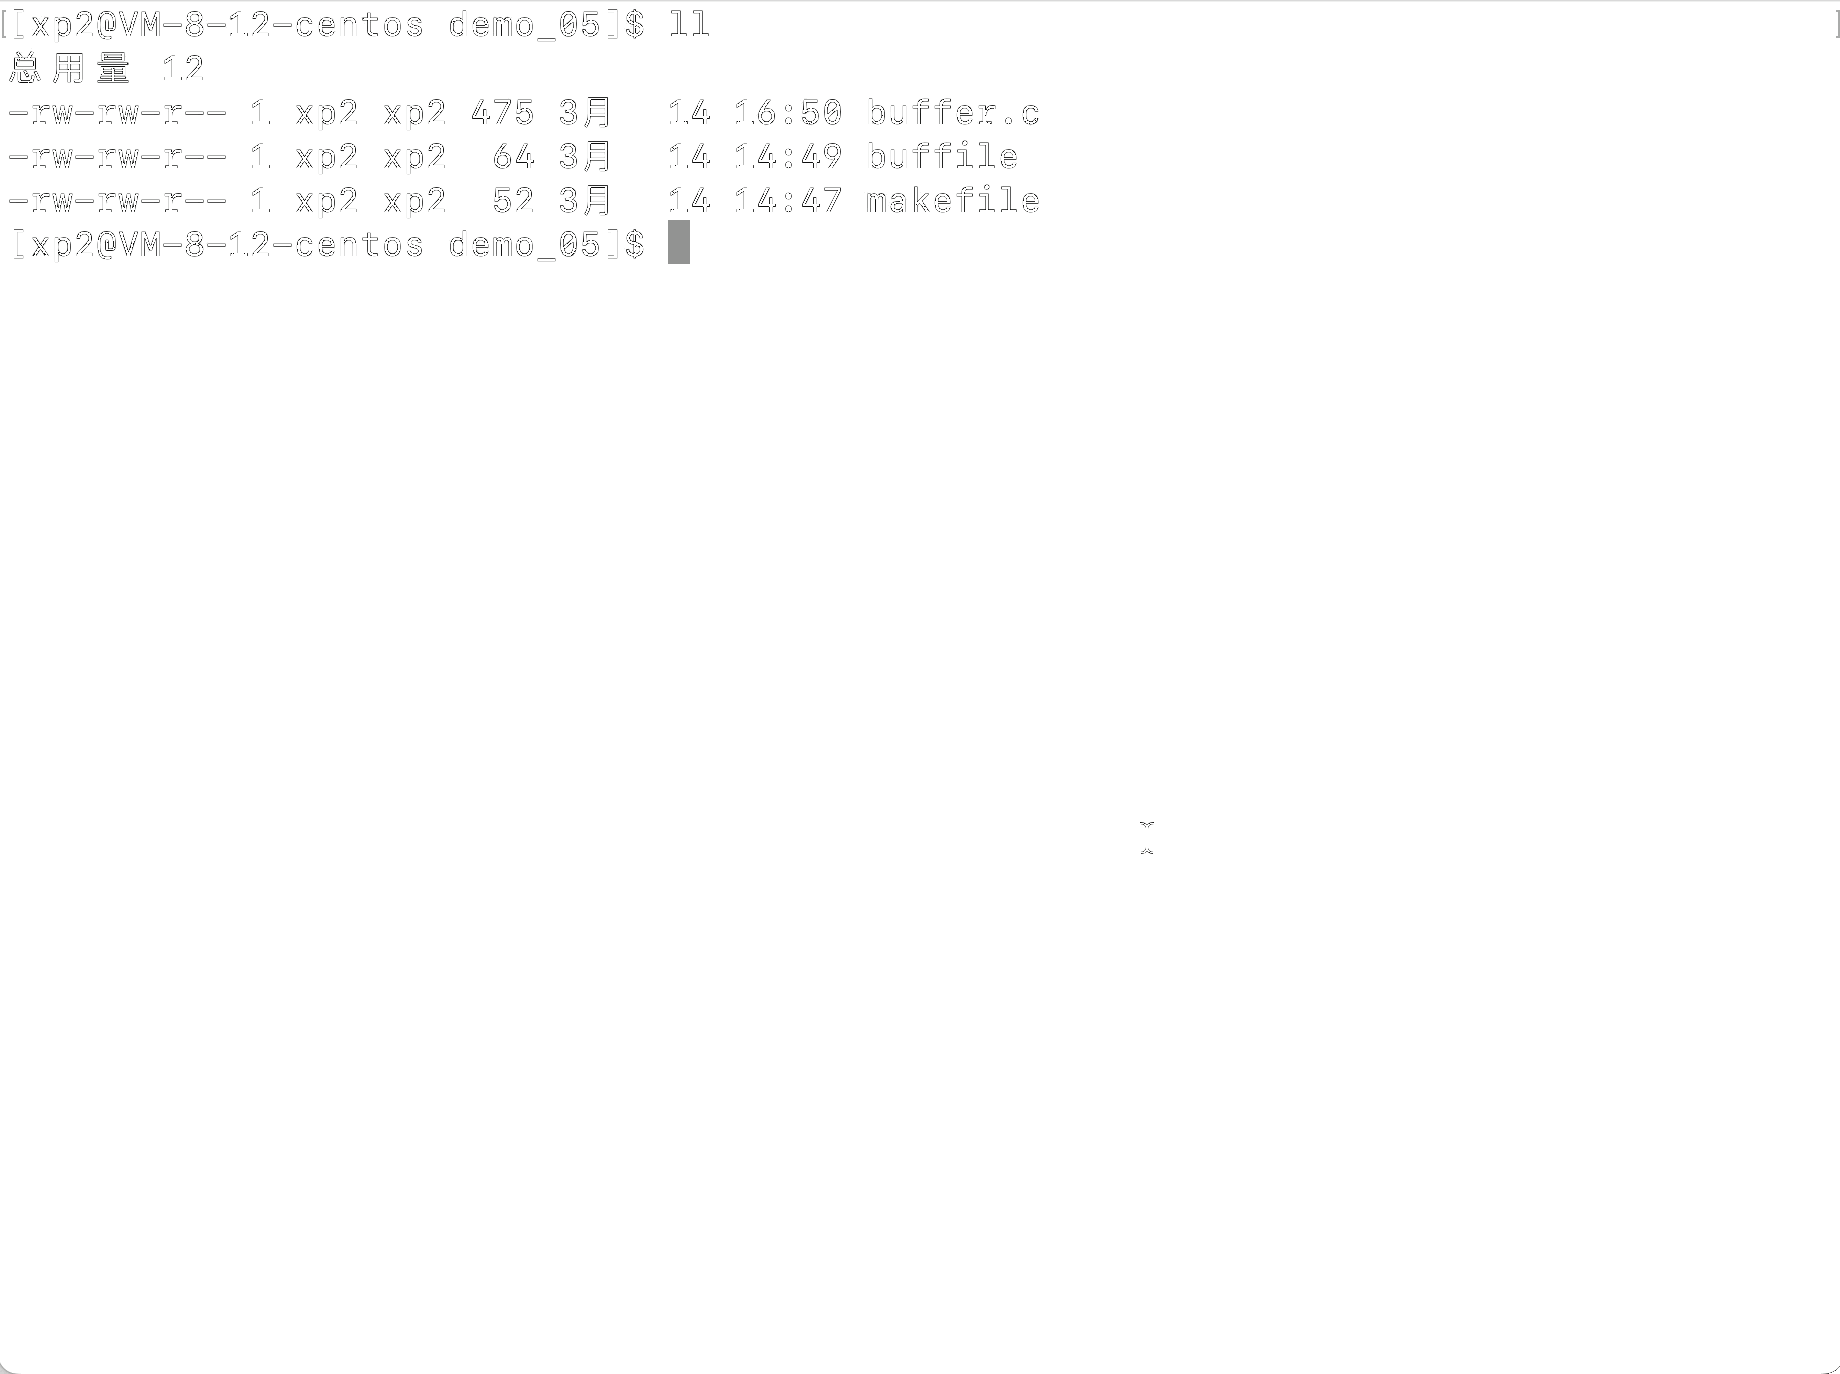 [[xp2@VM-8-12-centos demo_05]$ ll ]
总用量 12
-rw-rw-r-- 1 xp2 xp2 475 3月  14 16:50 buffer.c
-rw-rw-r-- 1 xp2 xp2  64 3月  14 14:49 buffile
-rw-rw-r-- 1 xp2 xp2  52 3月  14 14:47 makefile
[xp2@VM-8-12-centos demo_05]$